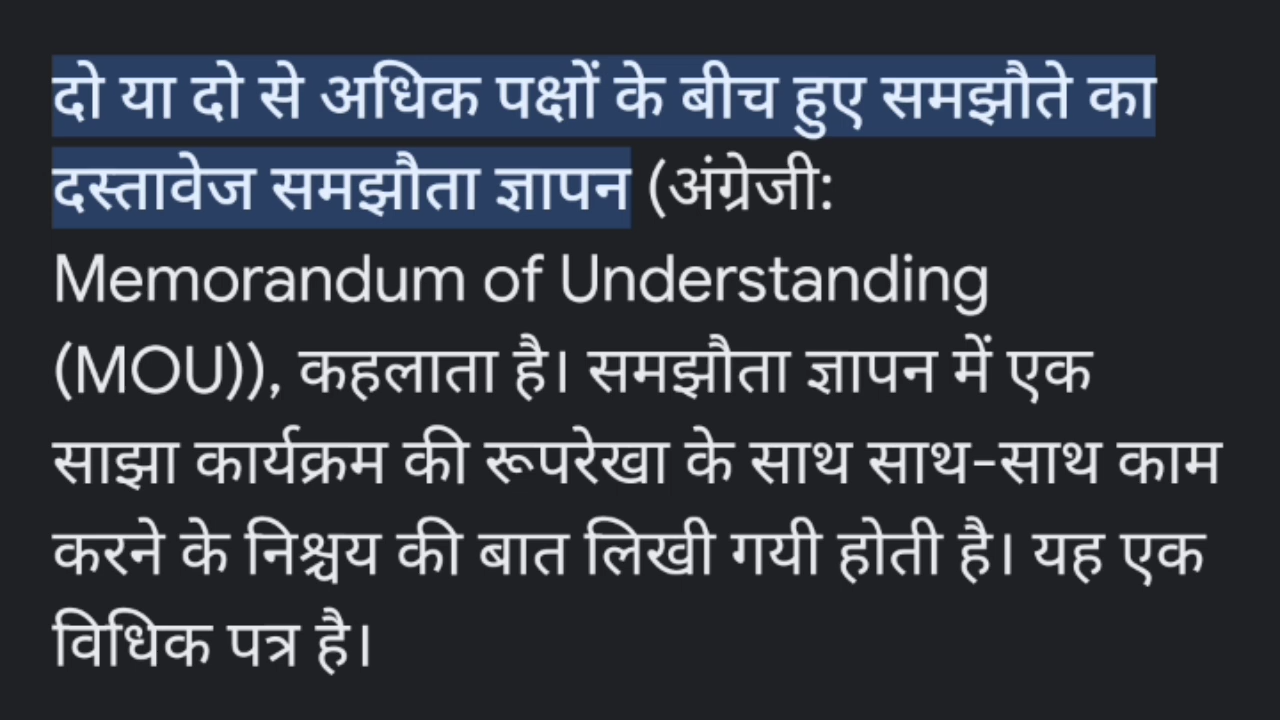 दो या दो से अधिक पक्षों के बीच हुए समझौते का
दस्तावेज समझौता ज्ञापन (अंग्रेजी:
Memorandum of Understanding
(MOU)), कहलाता है। समझौता ज्ञापन में एक
साझा कार्यक्रम की रूपरेखा के साथ साथ-साथ काम
करने के निश्चय की बात लिखी गयी होती है। यह एक
विधिक पत्र है।